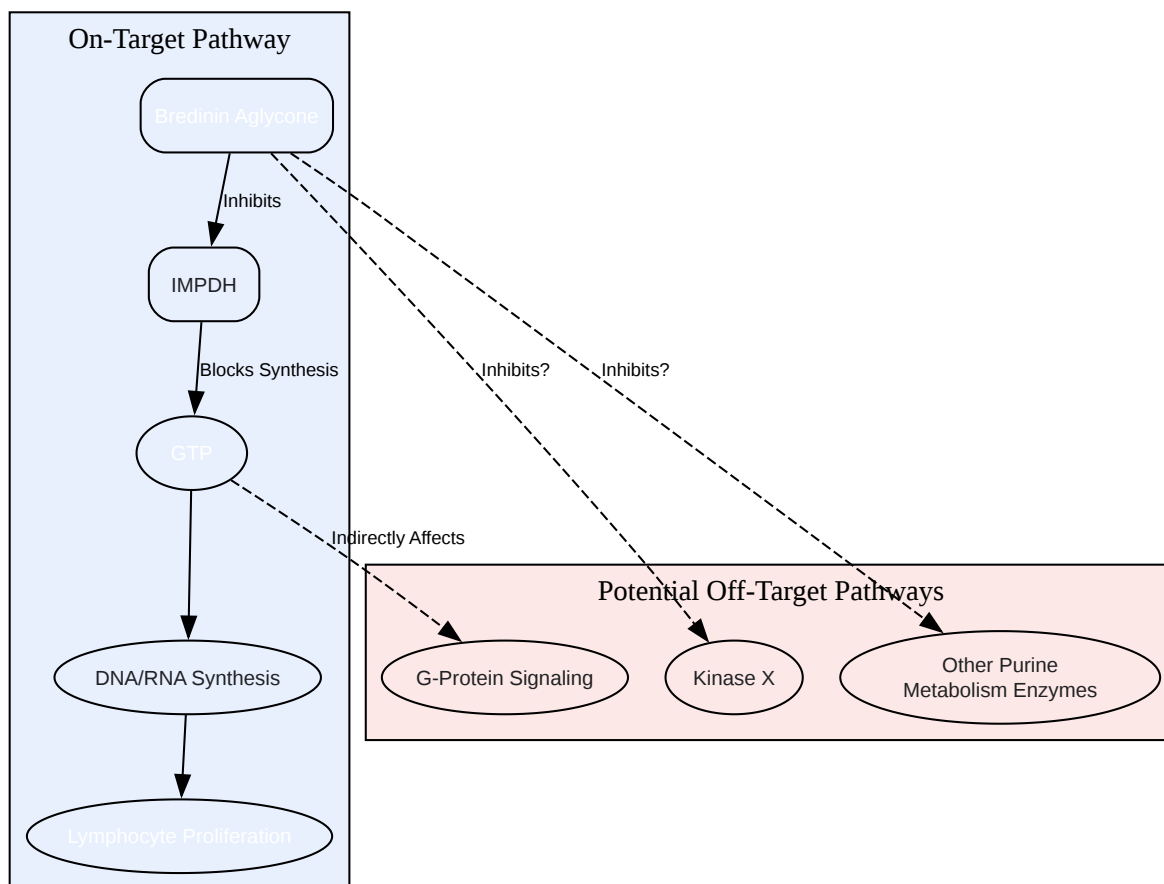 On-Target Pathway
Bredinin Aglycone
Inhibits
IMPDH
Blocks Synthesis
Inhibits?
Inhibits?
GTP
Indirectly Affects
Potential Off-Target Pathways
DNA/RNA Synthesis
G-Protein Signaling
Kinase X
Other Purine
Metabolism Enzymes
Lymphocyte Proliferation